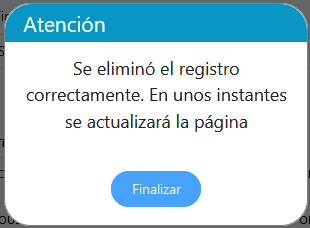 Atención
Se eliminó el registro
correctamente. En unos instantes
se actualizará la página
Finalizar